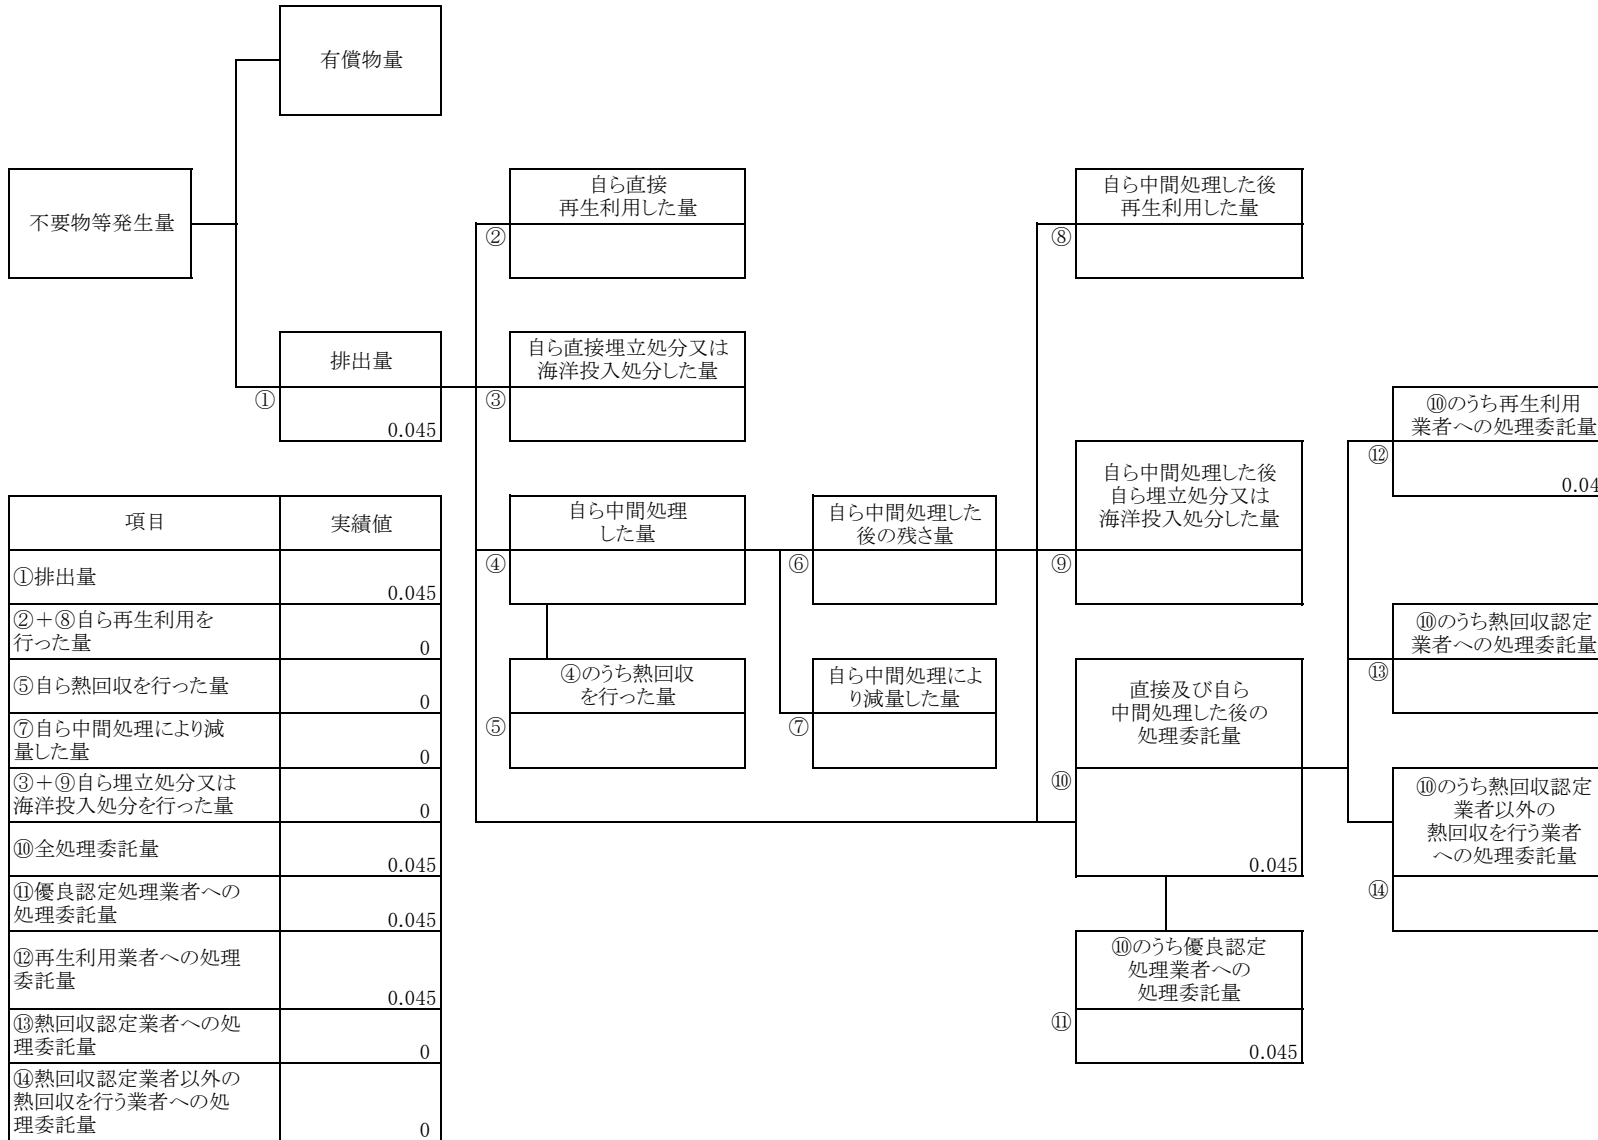 有償物量
不要物等発生量
自ら直接
再生利用した量
②
自ら中間処理した後
再生利用した量
⑧
排出量
①
0.045
自ら直接埋立処分又は
海洋投入処分した量
③
⑩のうち再生利用
業者への処理委託量
⑫
0.04
自ら中間処理
した量
④
自ら中間処理した
後の残さ量
⑥
自ら中間処理した後
自ら埋立処分又は
海洋投入処分した量
⑨
⑩のうち熱回収認定
業者への処理委託量
⑬
④のうち熱回収
を行った量
⑤
自ら中間処理によ
り減量した量
⑦
直接及び自ら
中間処理した後の
処理委託量
⑩
0.045
⑩のうち熱回収認定
業者以外の
熱回収を行う業者
への処理委託量
⑭
⑩のうち優良認定
処理業者への
処理委託量
⑪
0.045
項目 実績値
①排出量 0.045
②+⑧自ら再生利用を
行った量 0
⑤自ら熱回収を行った量 0
⑦自ら中間処理により減
量した量 0
③+⑨自ら埋立処分又は
海洋投入処分を行った量 0
⑩全処理委託量 0.045
⑪優良認定処理業者への
処理委託量 0.045
⑫再生利用業者への処理
委託量 0.045
⑬熱回収認定業者への処
理委託量 0
⑭熱回収認定業者以外の
熱回収を行う業者への処
理委託量 0